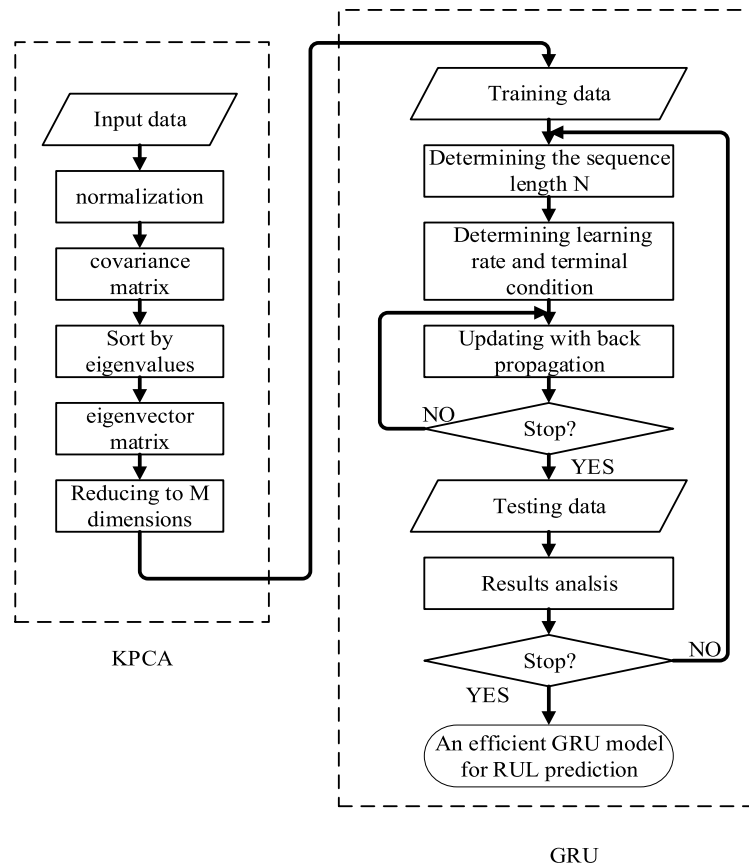 Input data
normalization
covariance
matrix
Sort by
eigenvalues
eigenvector
matrix
Reducing to M
dimensions
KPCA
Training data
Determining the sequence
length N
Determining learning
rate and terminal
condition
Updating with back
propagation
NO
Stop?
YES
Testing data
Results analsis
Stop?
NO
YES
An efficient GRU model
for RUL prediction
GRU